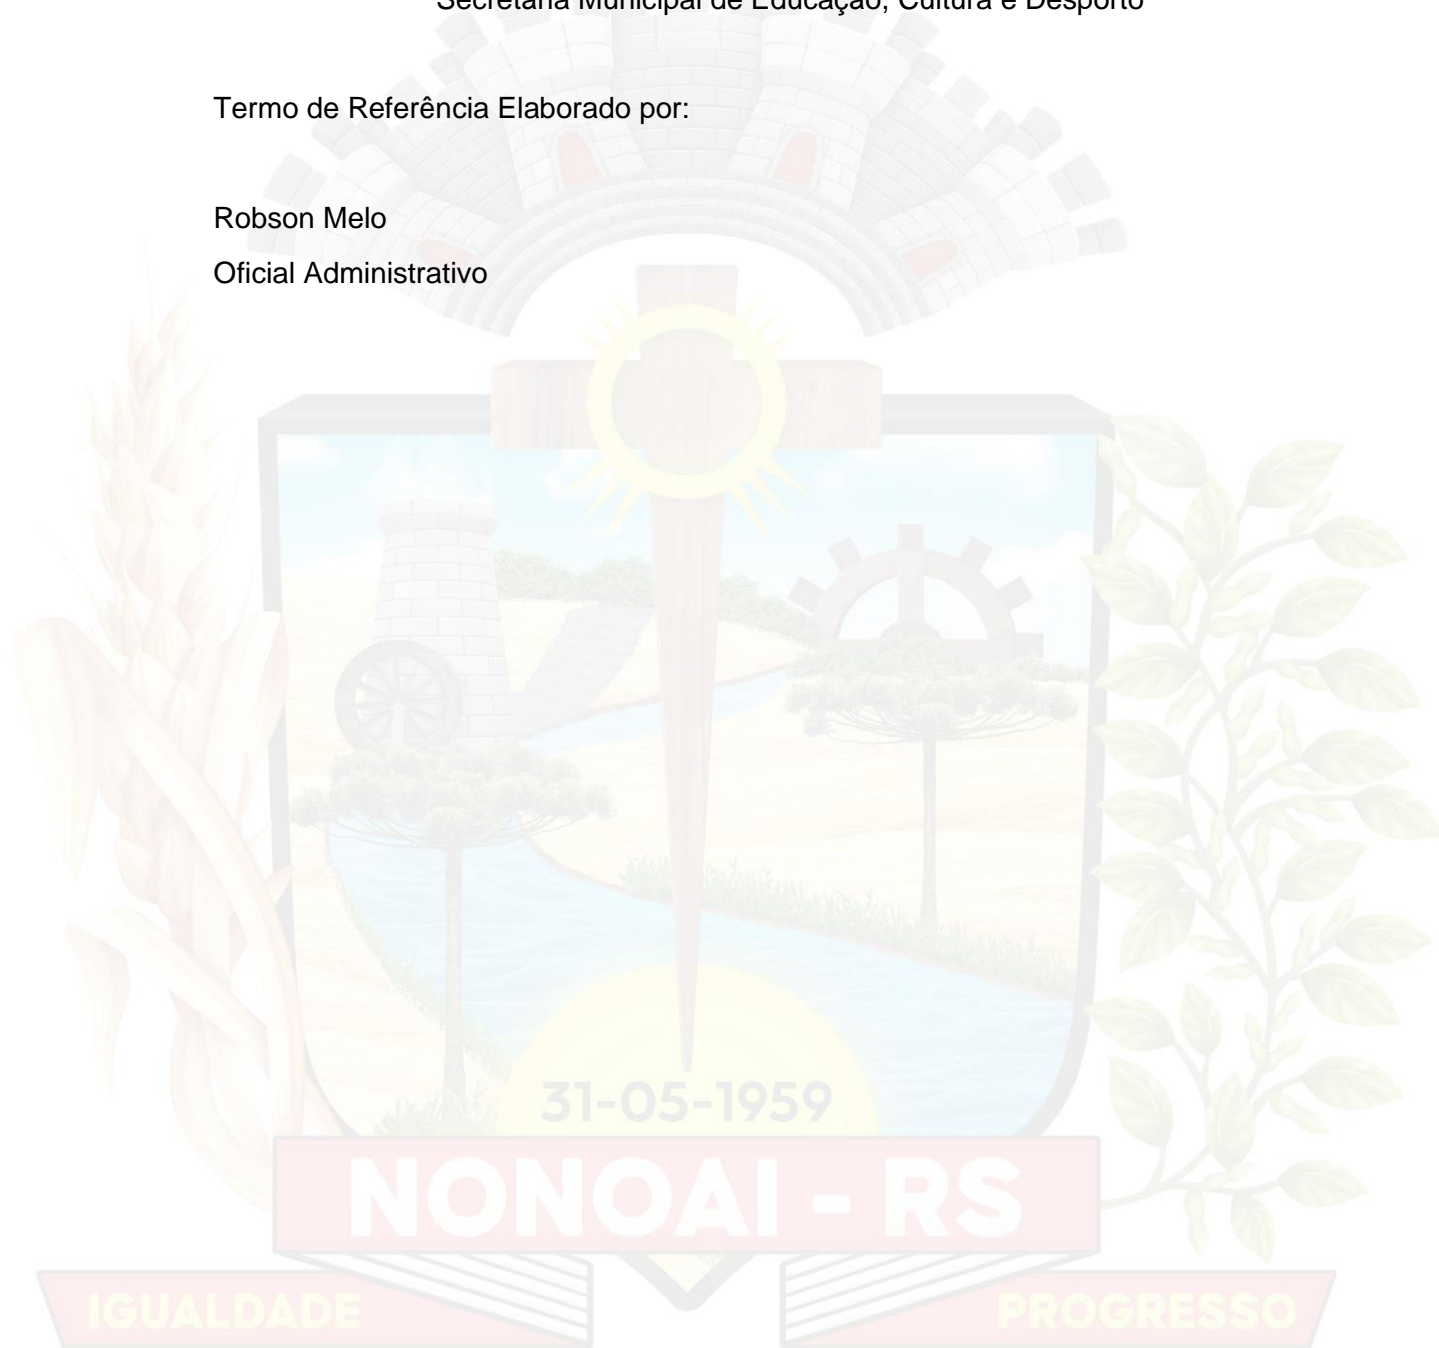 Secretaria Municipal de Educação, Cultura e Desporto
Termo de Referência Elaborado por:
Robson Melo
Oficial Administrativo
31-05-1959
NONOAI - RS
IGUALDADE
PROGRESSO